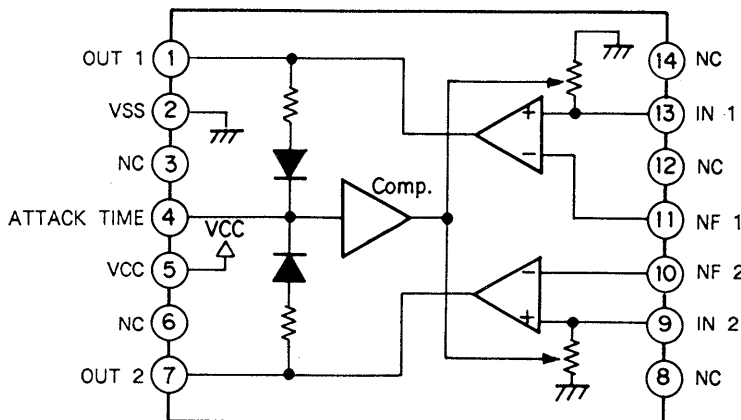 OUT 1 1
VSS 2
NC 3
ATTACK TIME 4
VCC
VCC 5
NC 6
OUT 2 7
Comp.
+
−
−
+
14 NC
13 IN 1
12 NC
11 NF 1
10 NF 2
9 IN 2
8 NC